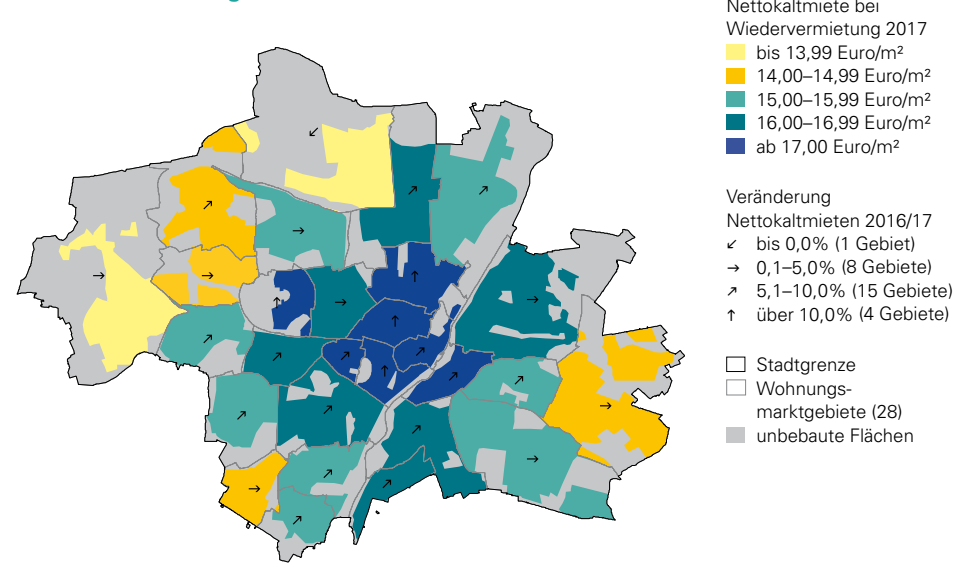 Nettokaltmiete bei
Wiedervermietung 2017
bis 13,99 Euro/m²
14,00–14,99 Euro/m²
15,00–15,99 Euro/m²
16,00–16,99 Euro/m²
ab 17,00 Euro/m²
Veränderung
Nettokaltmieten 2016/17
↙ bis 0,0% (1 Gebiet)
→ 0,1–5,0% (8 Gebiete)
↗ 5,1–10,0% (15 Gebiete)
↑ über 10,0% (4 Gebiete)
Stadtgrenze
Wohnungs-
marktgebiete (28)
unbebaute Flächen